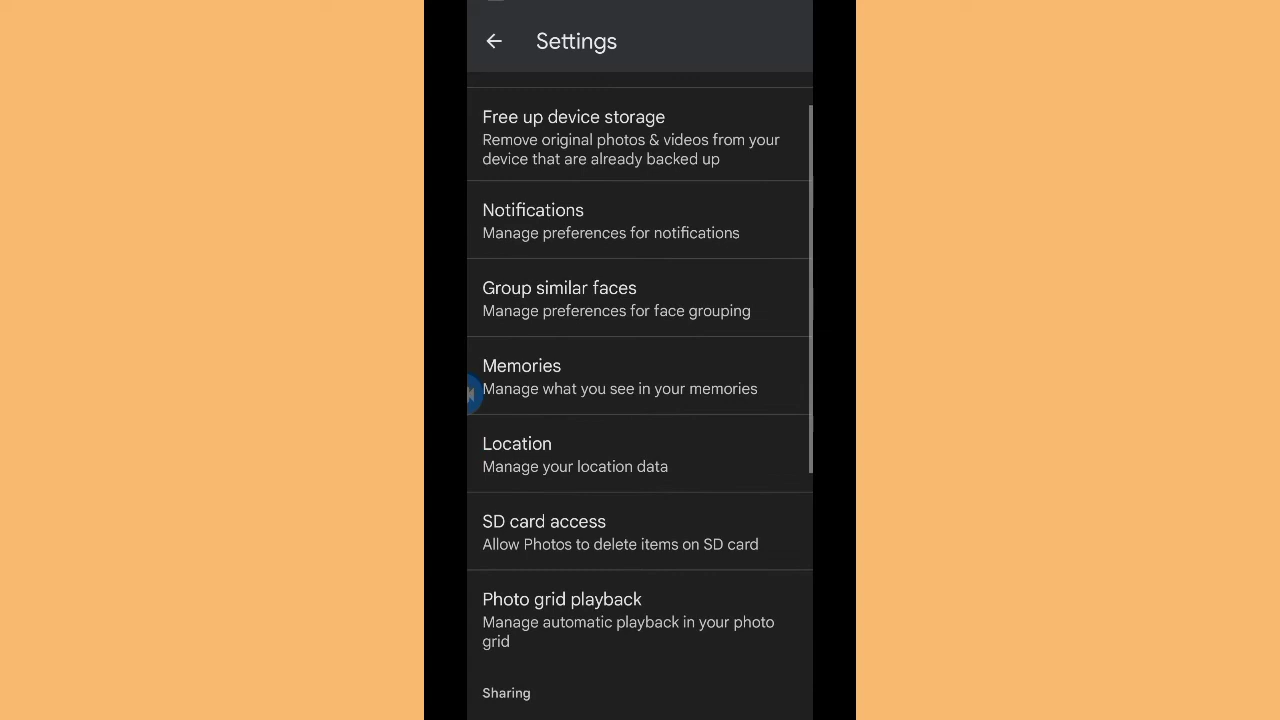 Settings
Free up device storage
Remove original photos & videos from your
device that are already backed up
Notifications
Manage preferences for notifications
Group similar faces
Manage preferences for face grouping
Memories
Manage what you see in your memories
Location
Manage your location data
SD card access
Allow Photos to delete items on SD card
Photo grid playback
Manage automatic playback in your photo
grid
Sharing